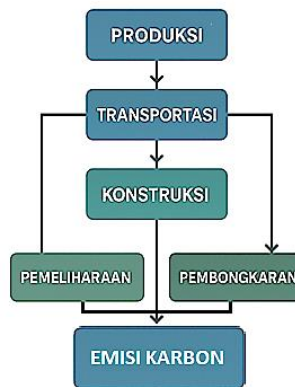 PRODUKSI
TRANSPORTASI
KONSTRUKSI
PEMELIHARAAN
PEMBONGKARAN
EMISI KARBON